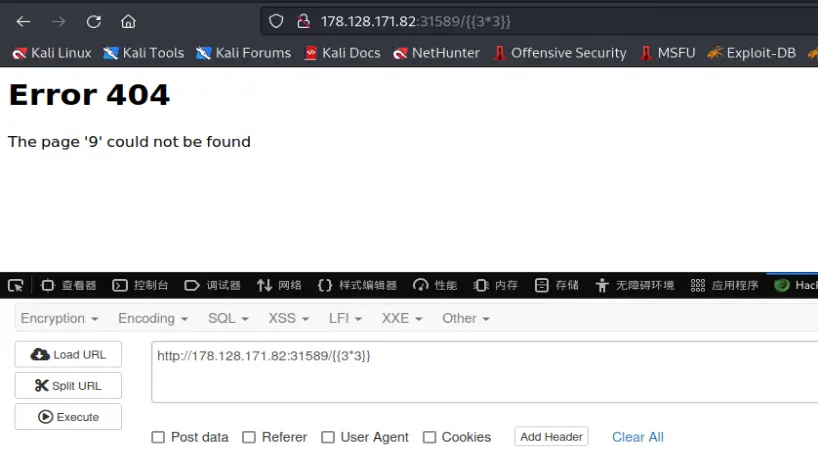 178.128.171.82:31589/{{3*3}}
Kali Linux Kali Tools Kali Forums Kali Docs NetHunter Offensive Security MSFU Exploit-DB
Error 404
The page '9' could not be found
查看器 控制台 调试器 网络 样式编辑器 性能 内存 存储 无障碍环境 应用程序 Hac
Encryption Encoding SQL XSS LFI XXE Other
Load URL http://178.128.171.82:31589/{{3*3}}
Split URL
Execute
Post data Referer User Agent Cookies Add Header Clear All